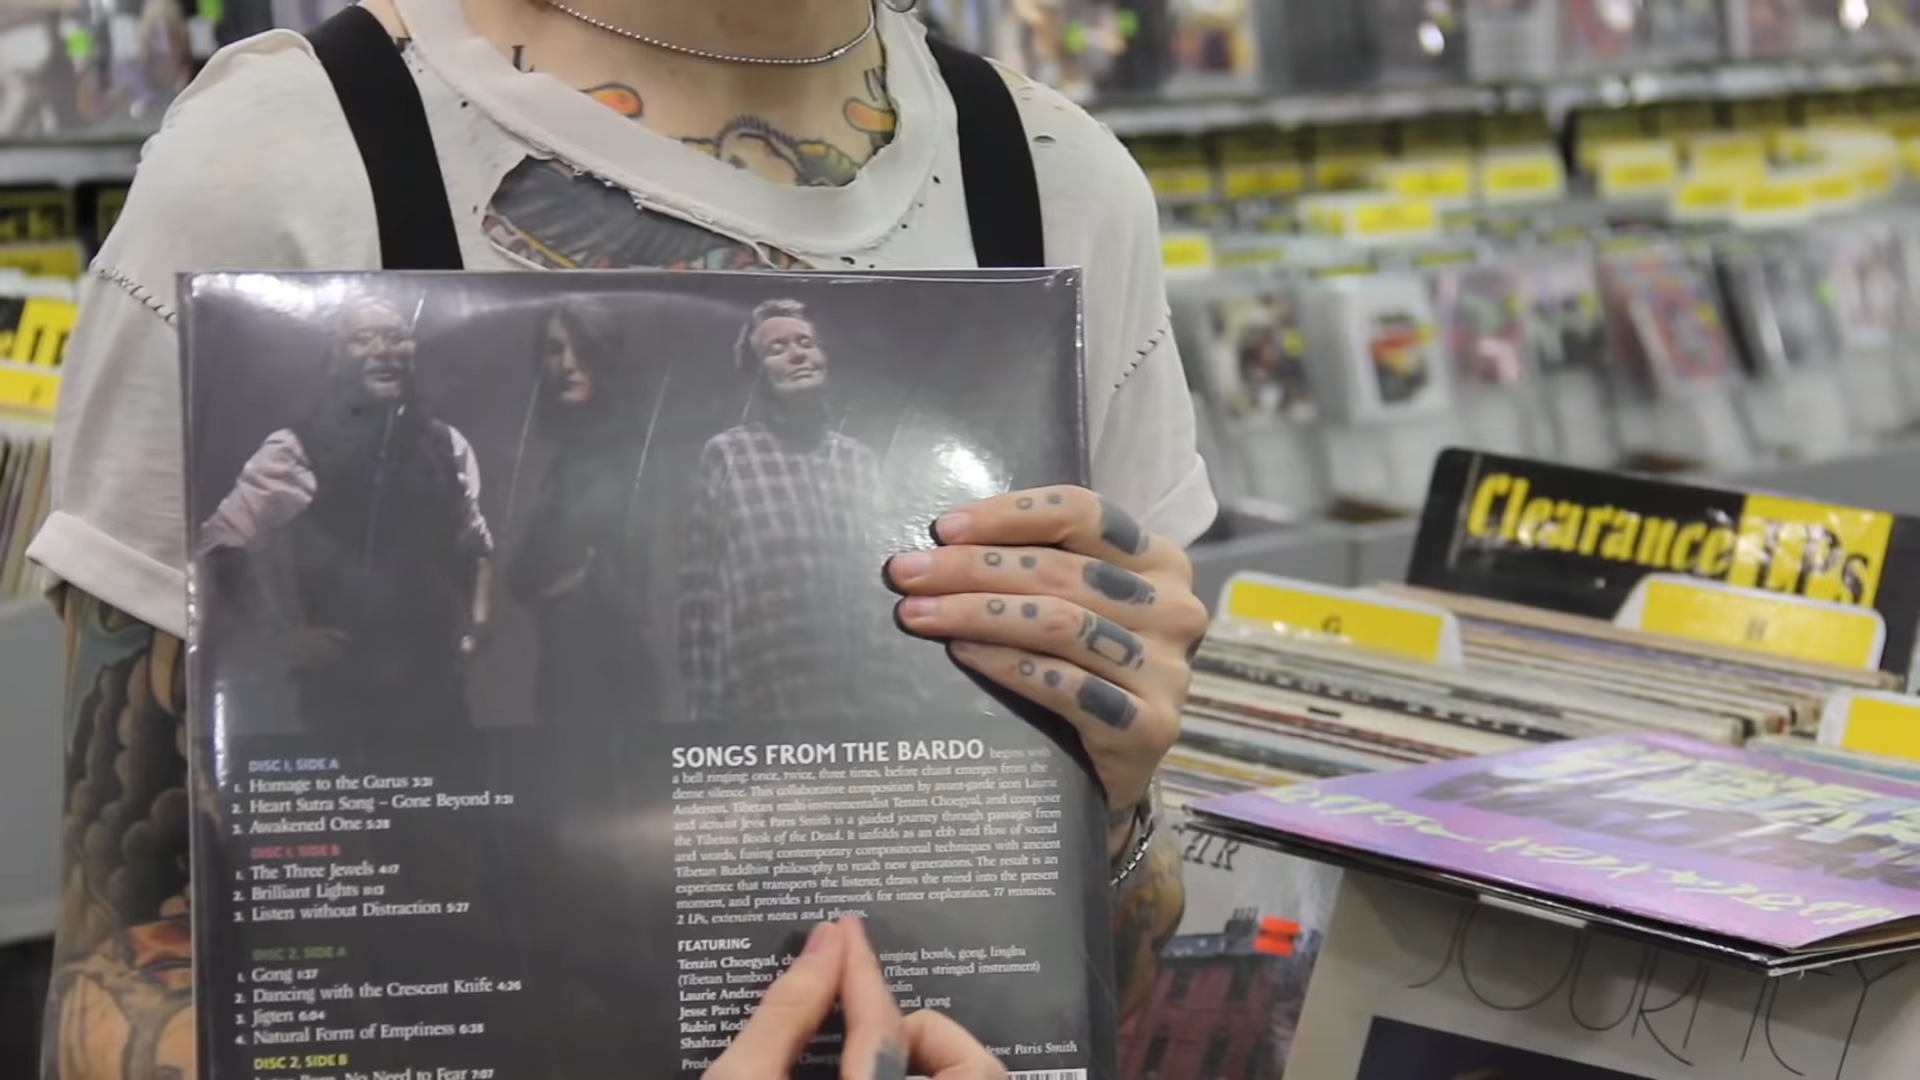 DISC 1, SIDE A
1. Homage to the Gurus 3:31
2. Heart Sutra Song – Gone Beyond 7:31
3. Awakened One 5:28
DISC 1, SIDE B
1. The Three Jewels 4:17
2. Brilliant Lights 11:13
3. Listen without Distraction 5:27
DISC 2, SIDE A
1. Gong 1:37
2. Dancing with the Crescent Knife 4:26
3. Jigten 6:04
4. Natural Form of Emptiness 6:38
DISC 2, SIDE B
No Need to Fear 7:07
SONGS FROM THE BARDO begins with
a bell ringing: once, twice, three times, before chant emerges from the
dense silence. This collaborative composition by avant-garde icon Laurie
Anderson, Tibetan multi-instrumentalist Tenzin Choegyal, and composer
and activist Jesse Paris Smith is a guided journey through passages from
the Tibetan Book of the Dead. It unfolds as an ebb and flow of sound
and words, fusing contemporary compositional techniques with ancient
Tibetan Buddhist philosophy to reach new generations. The result is an
experience that transports the listener, draws the mind into the present
moment, and provides a framework for inner exploration. 77 minutes,
2 LPs, extensive notes and photos.
FEATURING
Tenzin Choegyal, singing bowls, gong, lingbu
(Tibetan bamboo (Tibetan stringed instrument)
Laurie
Jesse Paris and gong
Rubin
Shahzad
Jesse Paris Smith
Clearance LPs
G
H
JOURNEY